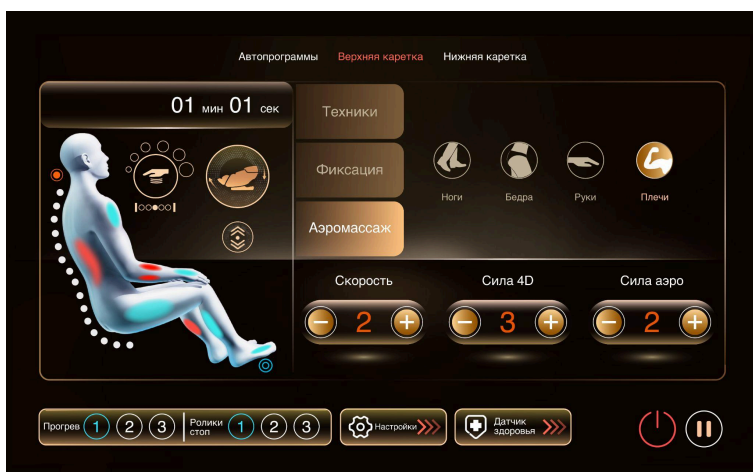 Автопрограммы Верхняя каретка Нижняя каретка
01 мин 01 сек
Техники
Фиксация
Аэромассаж
Ноги Бедра Руки Плечи
Скорость Сила 4D Сила аэро
2 3 2
Прогрев 1 2 3 Ролики стоп 1 2 3 Настройки Датчик здоровья